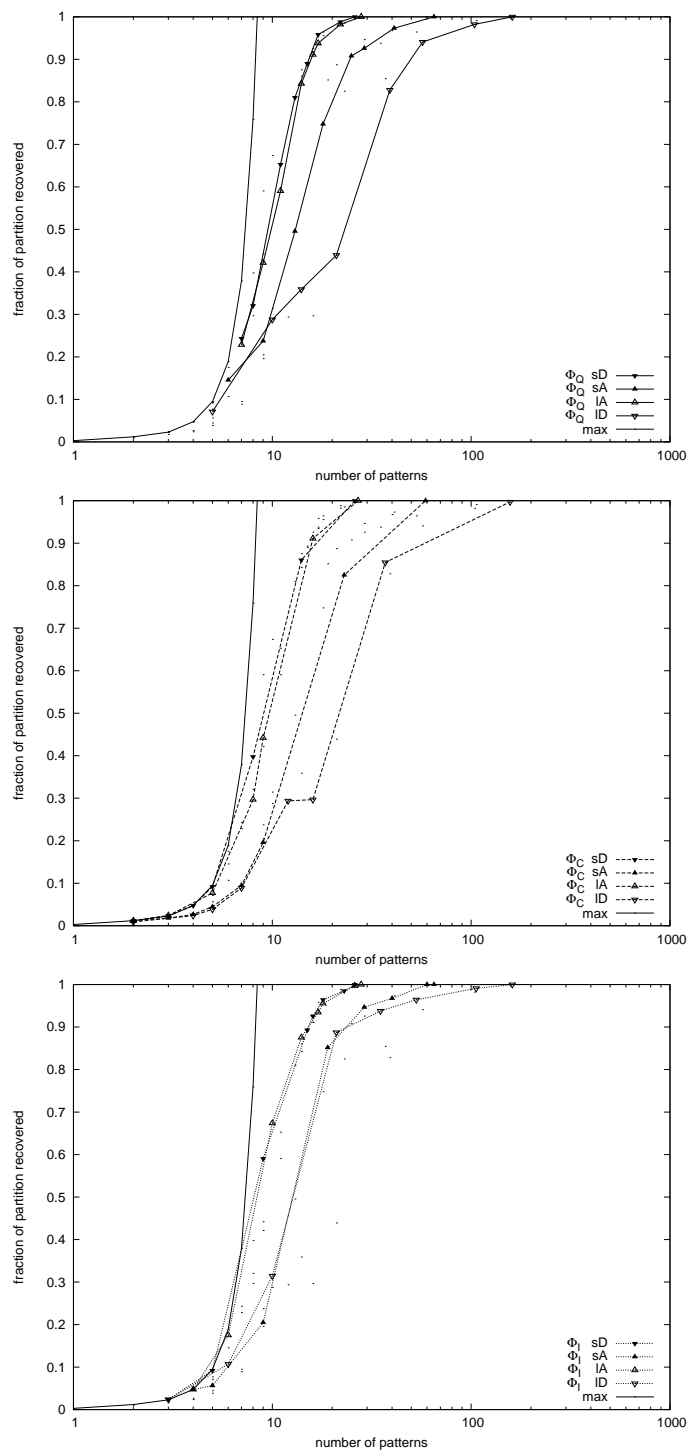 1
0.9
0.8
0.7
0.6
0.5
0.4
0.3
0.2
0.1
0
fraction of partition recovered
Φ_Q sD
Φ_Q sA
Φ_Q lA
Φ_Q lD
max
1 10 100 1000
number of patterns
1
0.9
0.8
0.7
0.6
0.5
0.4
0.3
0.2
0.1
0
fraction of partition recovered
Φ_C sD
Φ_C sA
Φ_C lA
Φ_C lD
max
1 10 100 1000
number of patterns
1
0.9
0.8
0.7
0.6
0.5
0.4
0.3
0.2
0.1
0
fraction of partition recovered
Φ_I sD
Φ_I sA
Φ_I lA
Φ_I lD
max
1 10 100 1000
number of patterns